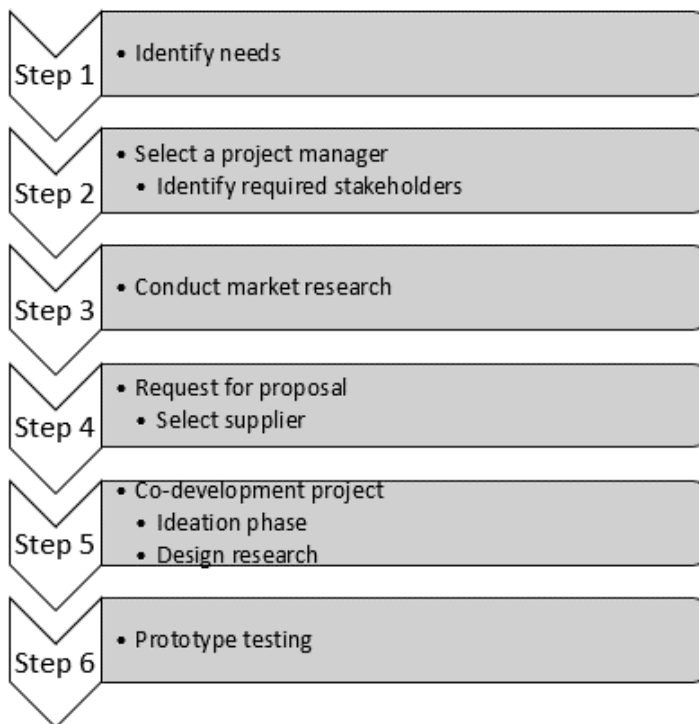 Step 1
• Identify needs
Step 2
• Select a project manager
• Identify required stakeholders
Step 3
• Conduct market research
Step 4
• Request for proposal
• Select supplier
Step 5
• Co-development project
• Ideation phase
• Design research
Step 6
• Prototype testing